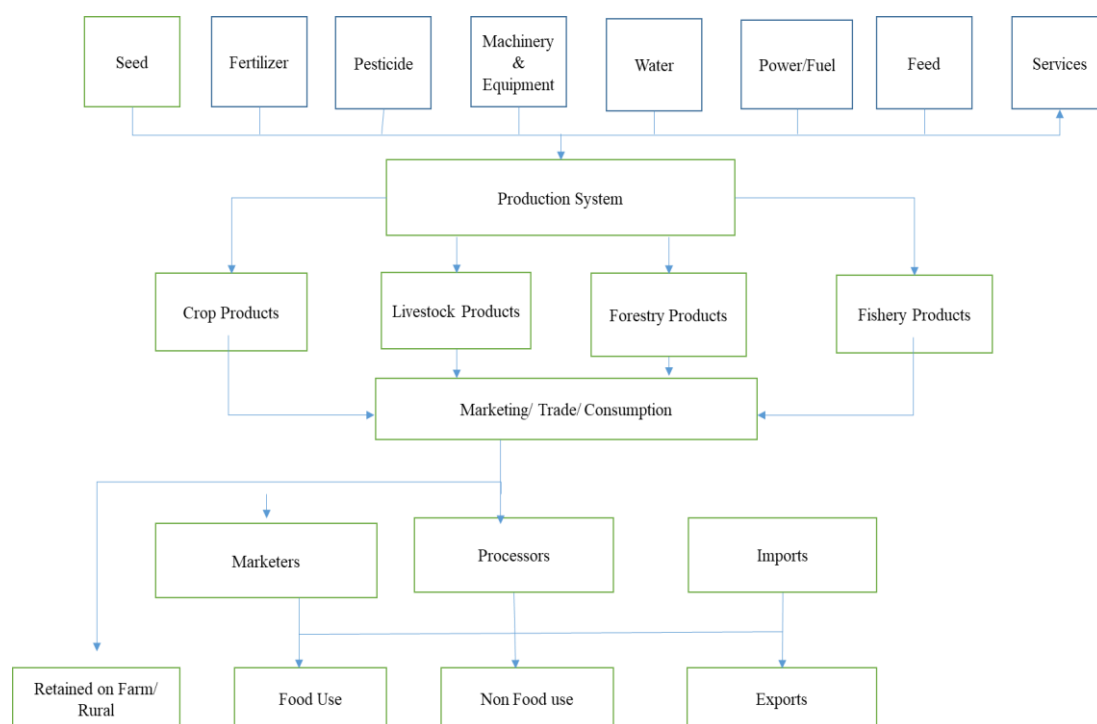 Seed
Fertilizer
Pesticide
Machinery
&
Equipment
Water
Power/Fuel
Feed
Services
Production System
Crop Products
Livestock Products
Forestry Products
Fishery Products
Marketing/ Trade/ Consumption
Marketers
Processors
Imports
Retained on Farm/
Rural
Food Use
Non Food use
Exports